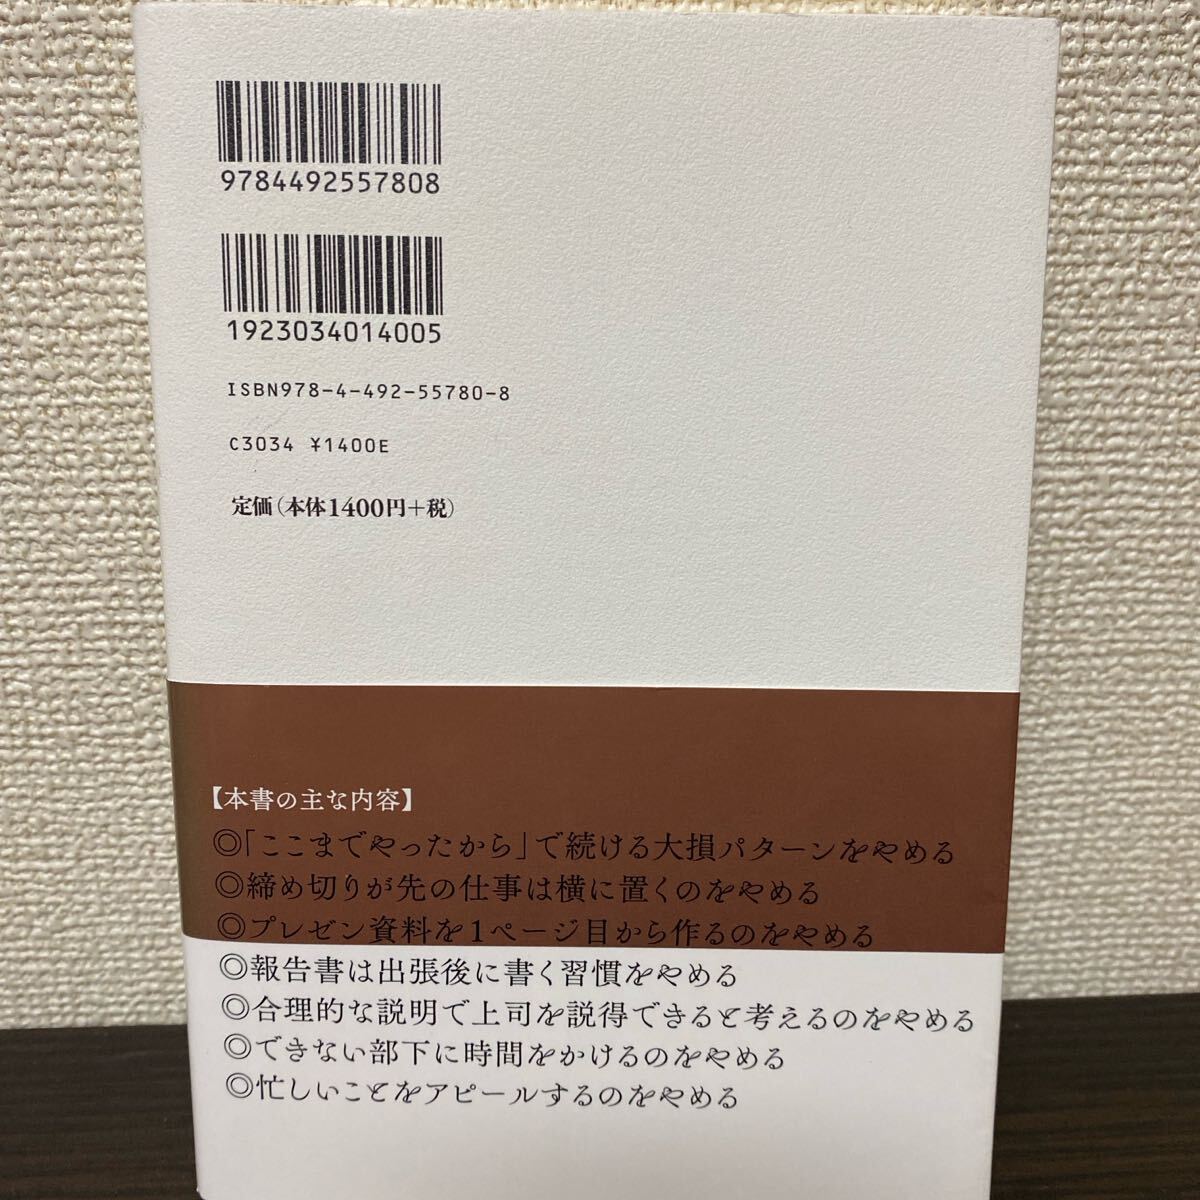 9784492557808
1923034014005
ISBN978-4-492-55780-8
C3034 ¥1400E
定価(本体1400円+税)
【本書の主な内容】
◎「ここまでやったから」で続ける大損パターンをやめる
◎締め切りが先の仕事は横に置くのをやめる
◎プレゼン資料を1ページ目から作るのをやめる
◎報告書は出張後に書く習慣をやめる
◎合理的な説明で上司を説得できると考えるのをやめる
◎できない部下に時間をかけるのをやめる
◎忙しいことをアピールするのをやめる